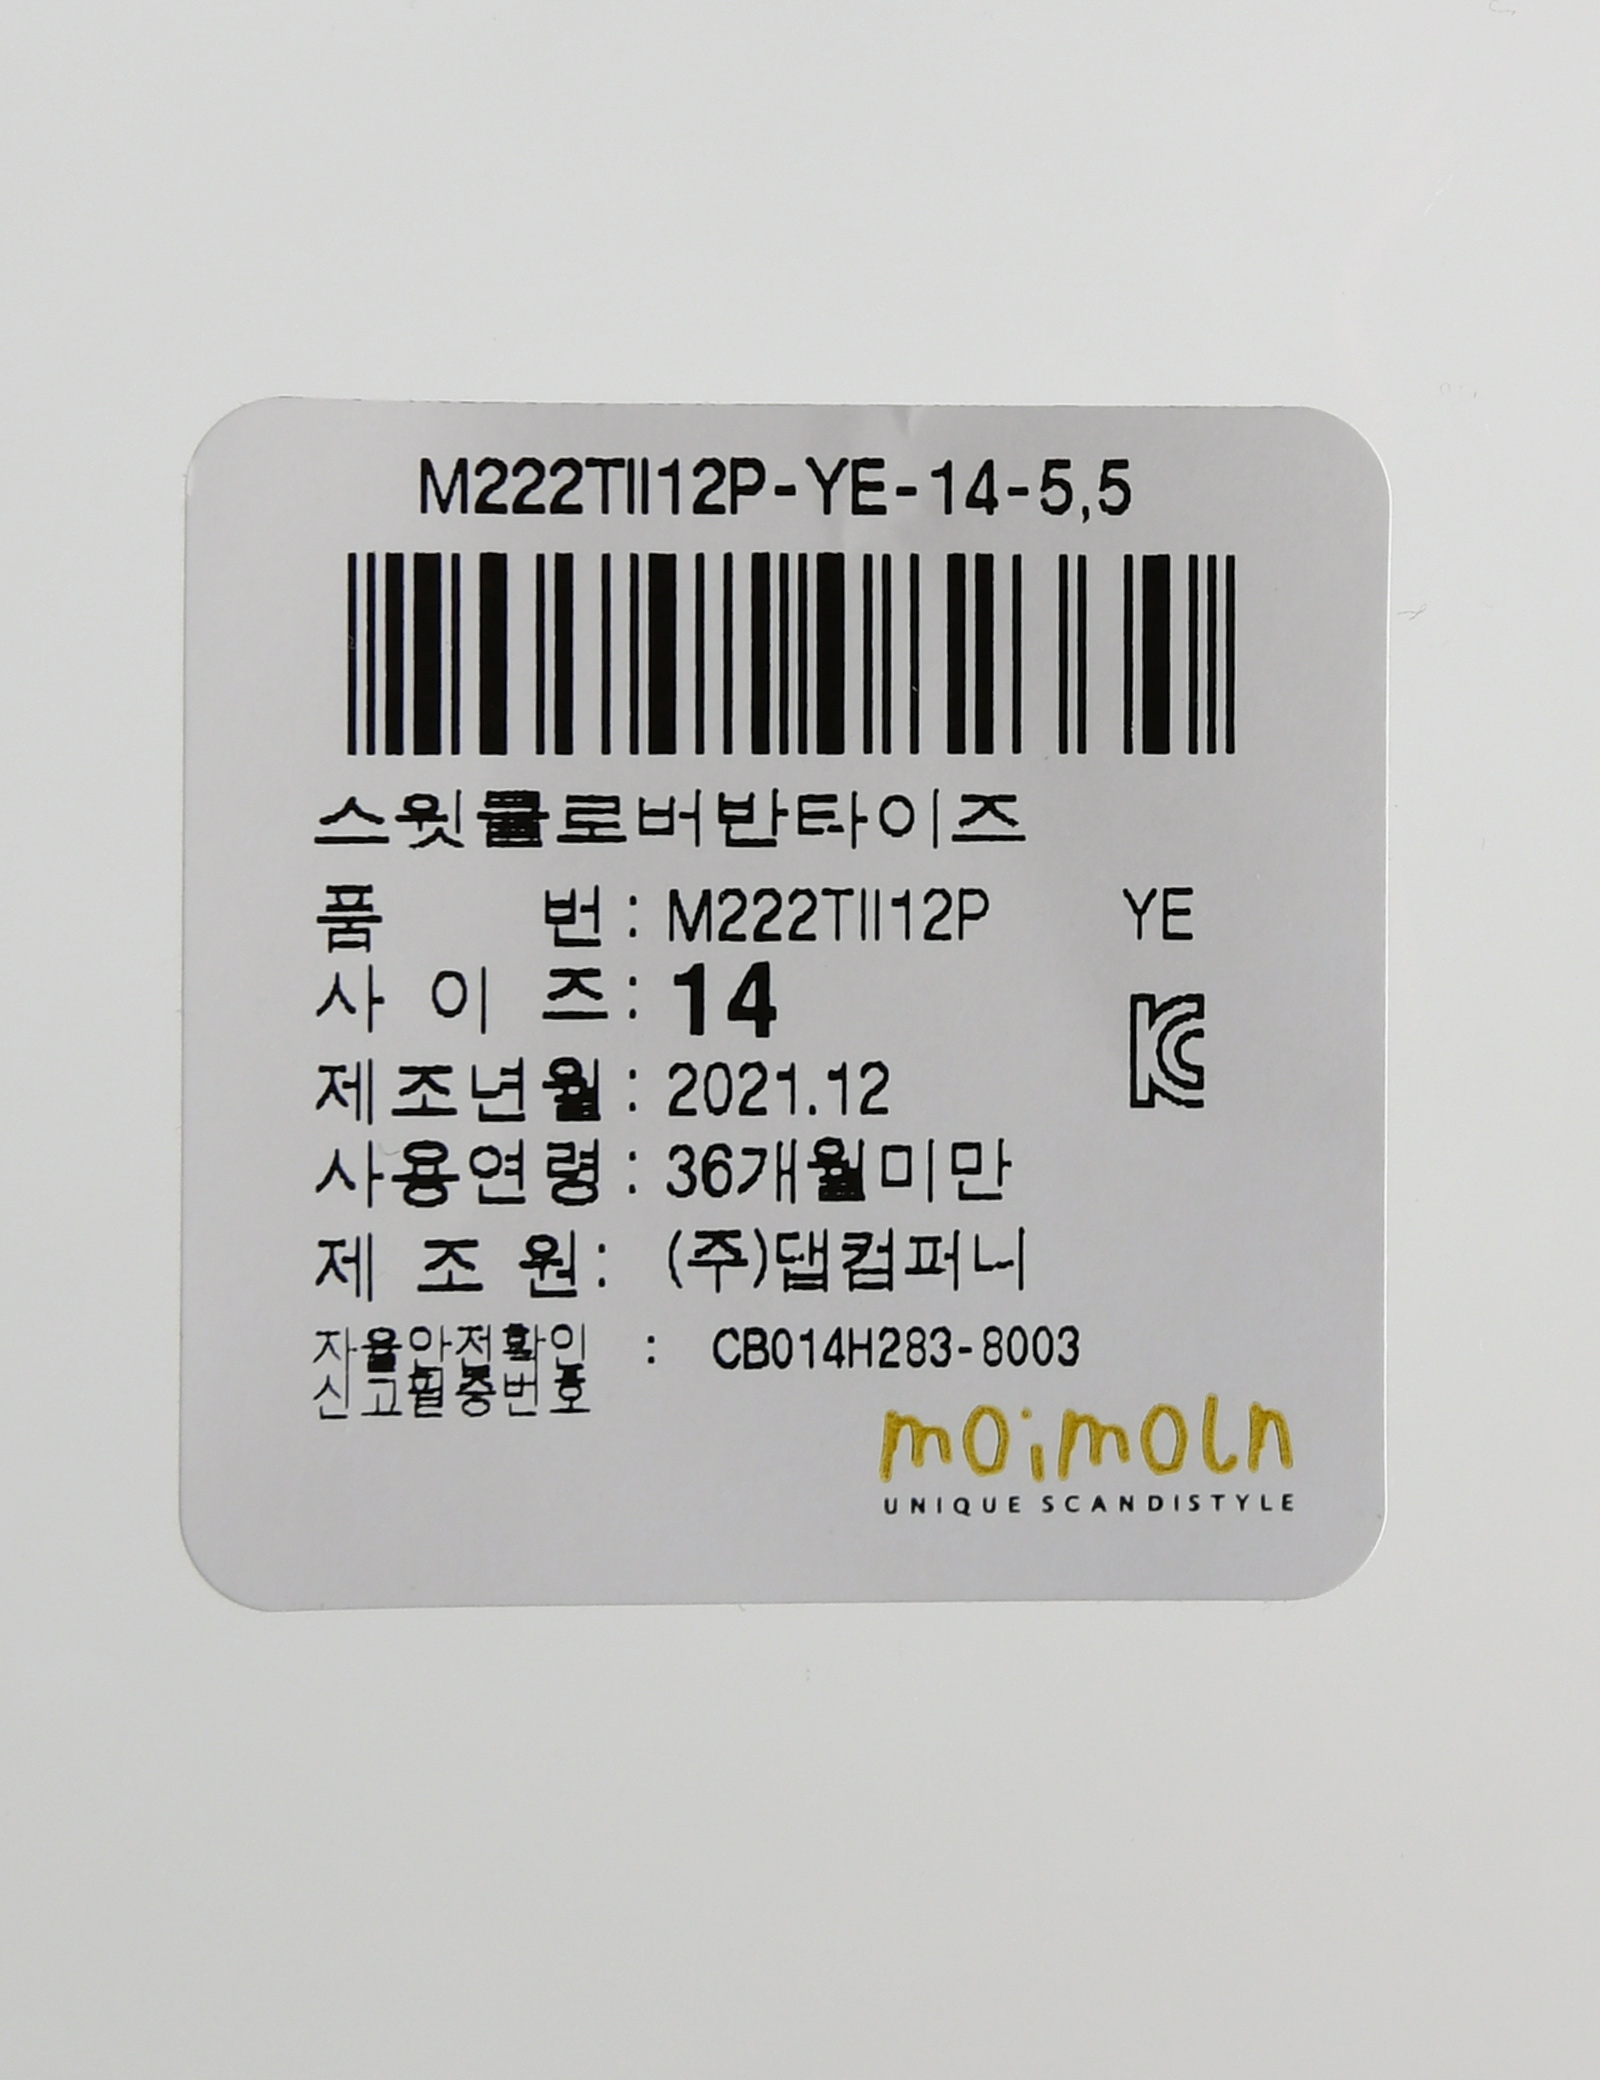 M222TII12P-YE-14-5,5
스윗클로버반타이즈
품 번 : M222TII12P YE
사 이 즈 : 14
KC
제조년월 : 2021.12
사용연령 : 36개월미만
제 조 원 : (주)댑컴퍼니
자율안전확인 : CB014H283-8003
신고필증번호
moimoln
UNIQUE SCANDISTYLE